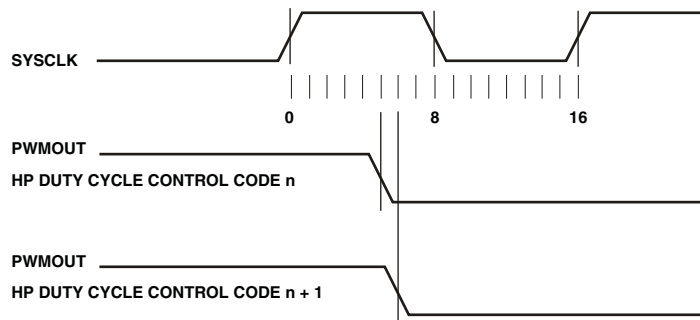 SYSCLK
0 8 16
PWMOUT
HP DUTY CYCLE CONTROL CODE n
PWMOUT
HP DUTY CYCLE CONTROL CODE n + 1